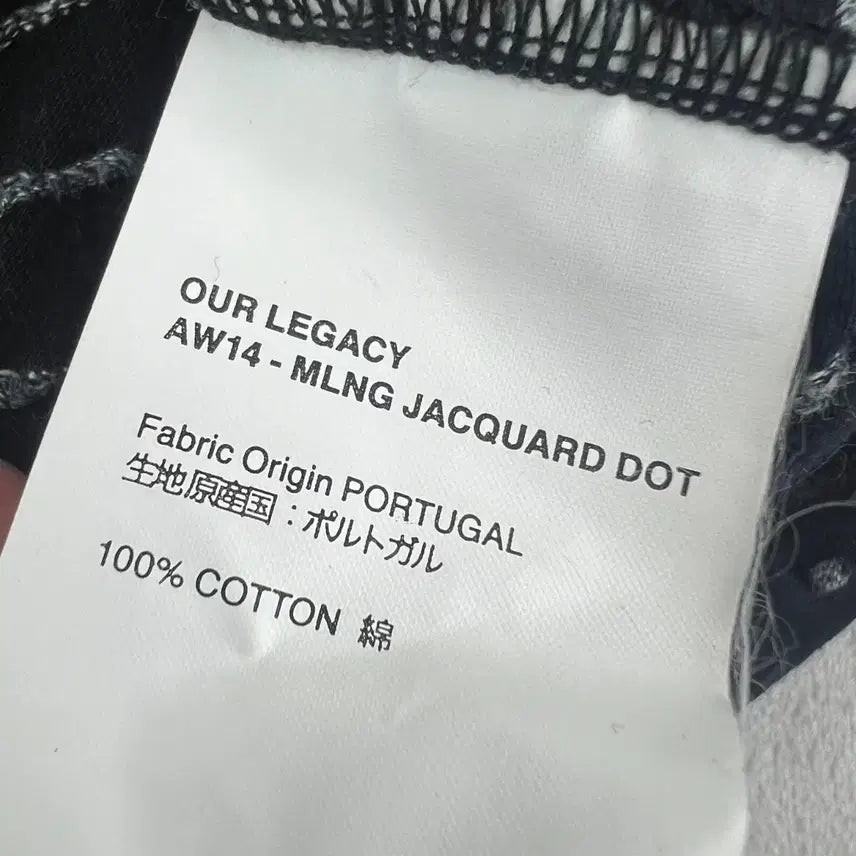 OUR LEGACY
AW14 - MLNG JACQUARD DOT
Fabric Origin PORTUGAL
生地原産国：ポルトガル
100% COTTON 綿